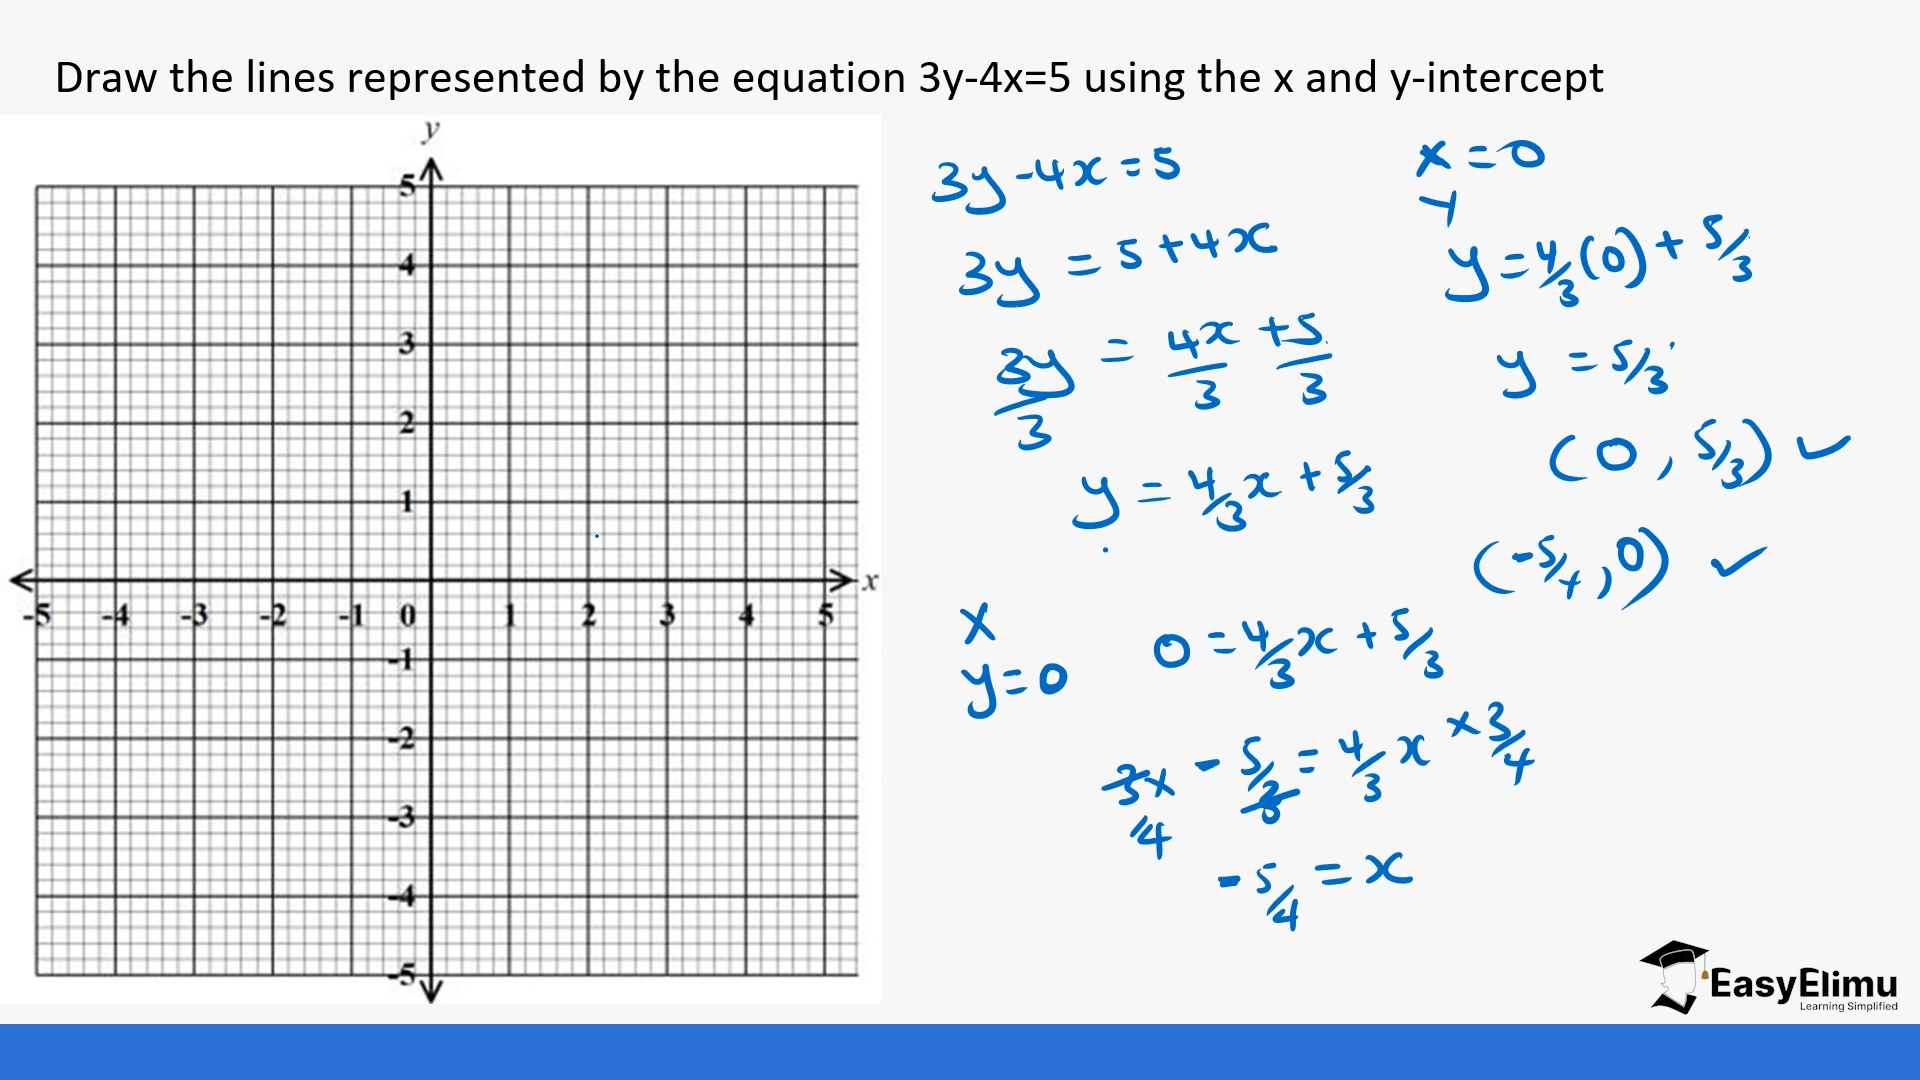 Draw the lines represented by the equation 3y-4x=5 using the x and y-intercept
y
5
4
3
2
1
x
-5 -4 -3 -2 -1 0 1 2 3 4 5
-1
-2
-3
-4
-5
3y-4x=5
3y = 5+4x
3y/3 = 4x/3 +5/3
y = 4/3x + 5/3
x
y=0
0 = 4/3x + 5/3
3x/4 - 5/3 = 4/3 x x 3/4
- 5/4 = x
x = 0
y
y = 4/3(0) + 5/3
y = 5/3
(0, 5/3) ✓
(-5/4, 0) ✓
EasyElimu
Learning Simplified